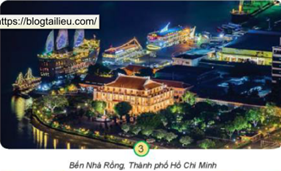 https://blogtailieu.com/
3
Bến Nhà Rồng, Thành phố Hồ Chí Minh